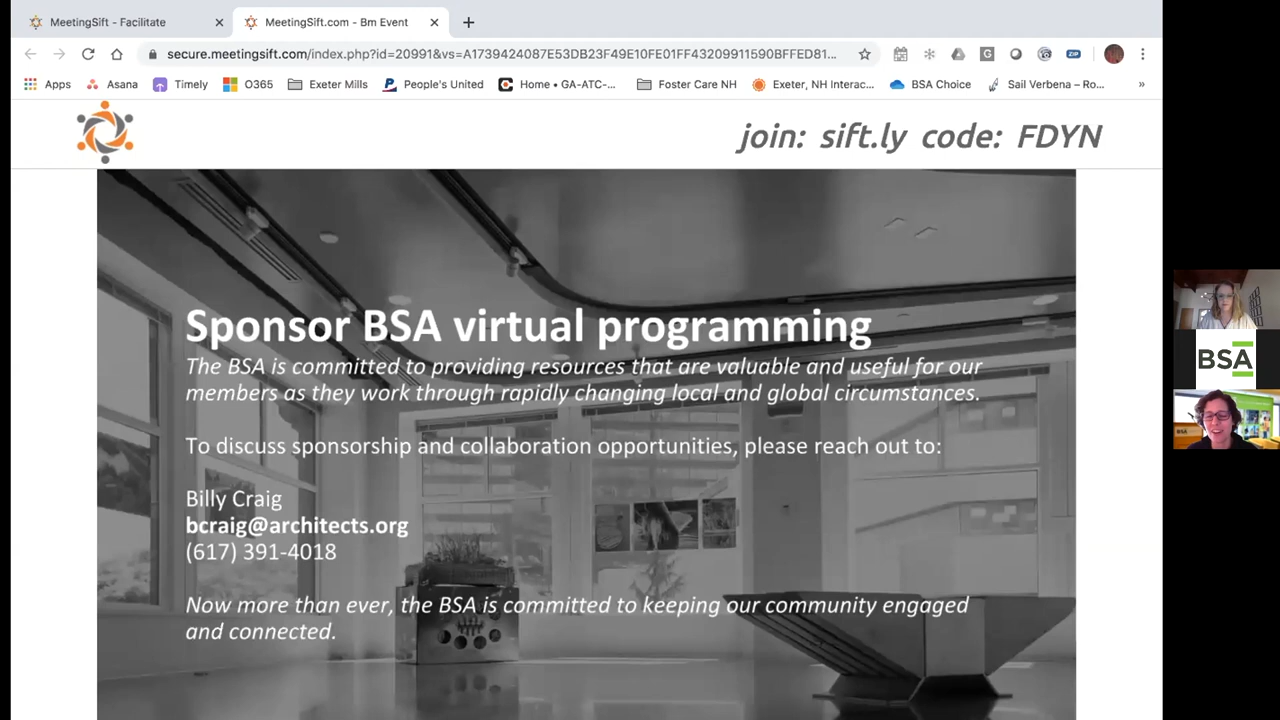 MeetingSift - Facilitate
MeetingSift.com - Bm Event
secure.meetingsift.com/index.php?id=20991&vs=A1739424087E53DB23F49E10FE01FF43209911590BFFED81...
Apps Asana Timely O365 Exeter Mills People's United Home • GA-ATC-... Foster Care NH Exeter, NH Interac... BSA Choice Sail Verbena – Ro... »
join: sift.ly code: FDYN
Sponsor BSA virtual programming
The BSA is committed to providing resources that are valuable and useful for our
members as they work through rapidly changing local and global circumstances.
To discuss sponsorship and collaboration opportunities, please reach out to:
Billy Craig
bcraig@architects.org
(617) 391-4018
Now more than ever, the BSA is committed to keeping our community engaged
and connected.
BSA
BSA